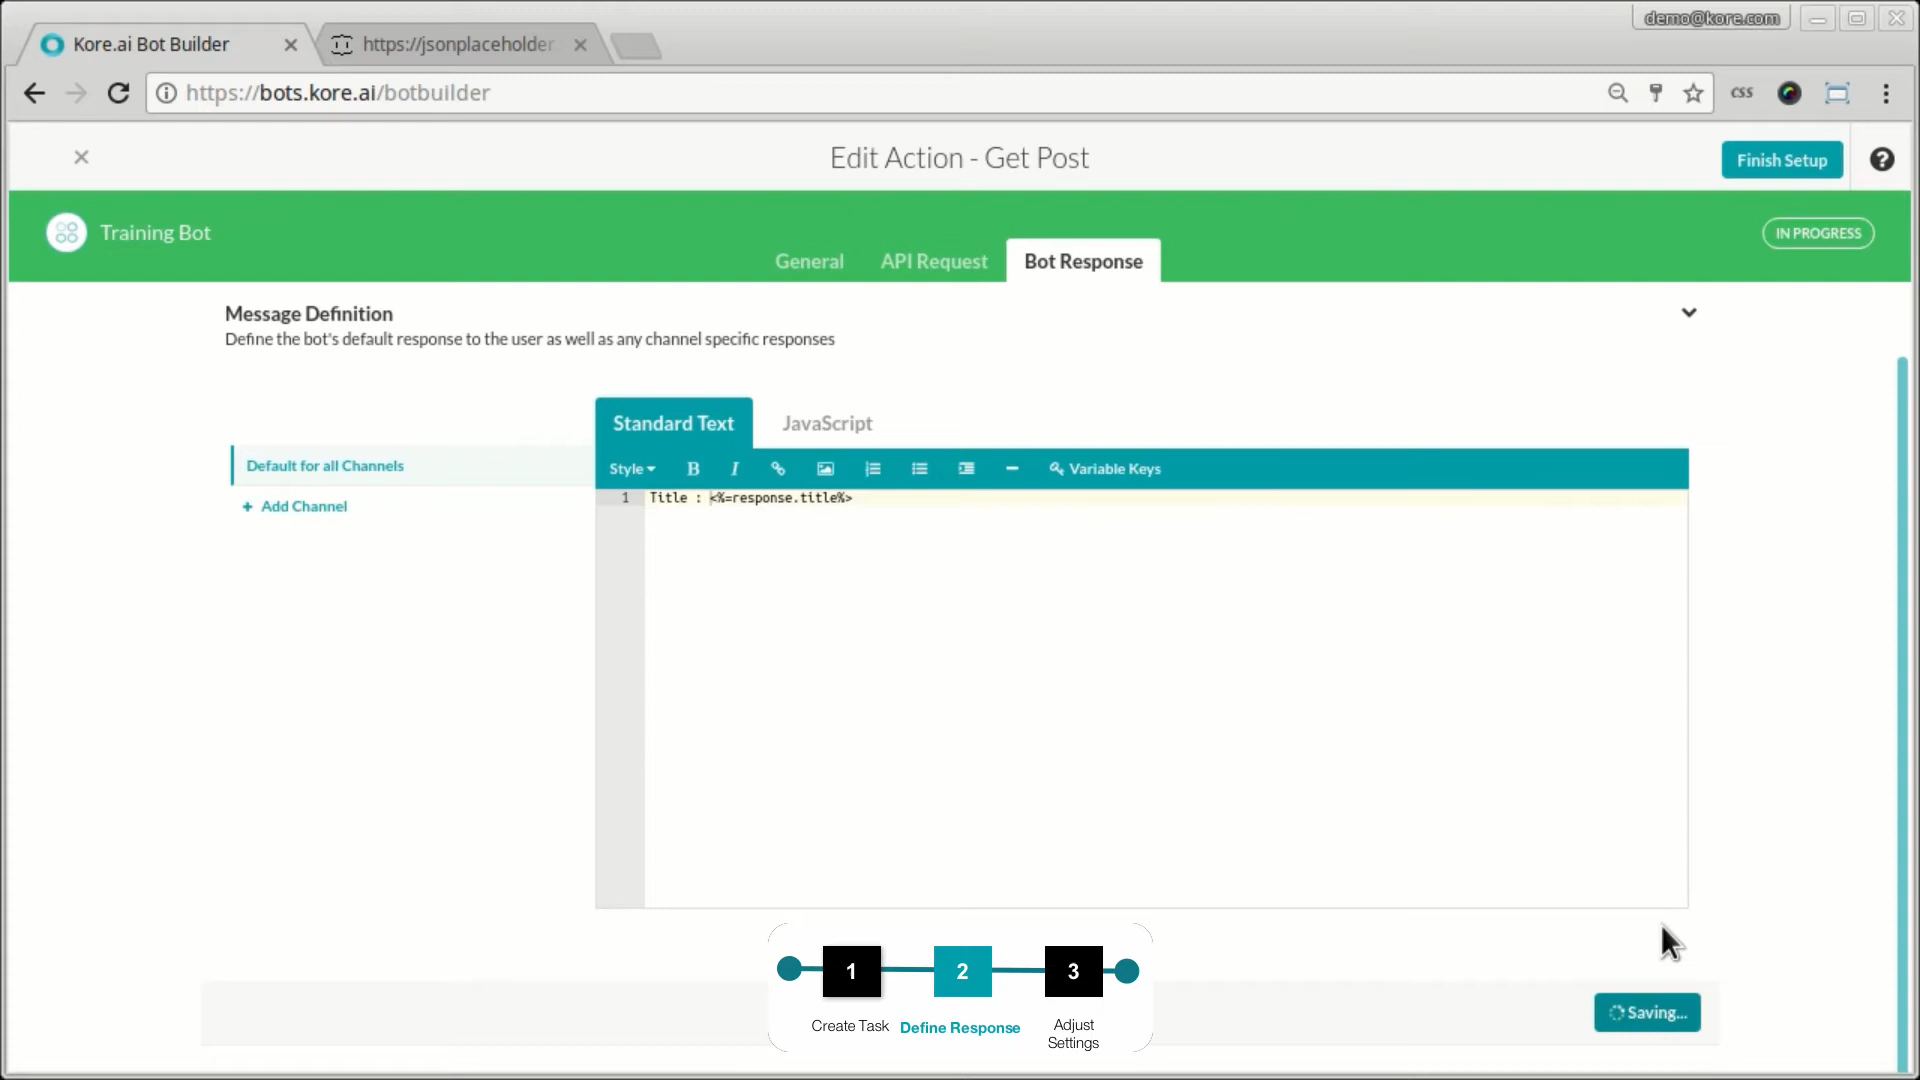 demo@kore.com
Kore.ai Bot Builder
https://jsonplaceholder.
https://bots.kore.ai/botbuilder
css
Edit Action - Get Post
Finish Setup
?
Training Bot
IN PROGRESS
General
API Request
Bot Response
Message Definition
Define the bot's default response to the user as well as any channel specific responses
Standard Text
JavaScript
Default for all Channels
+ Add Channel
Style
B
I
Variable Keys
1
Title : <%=response.title%>
1
2
3
Create Task
Define Response
Adjust
Settings
Saving...